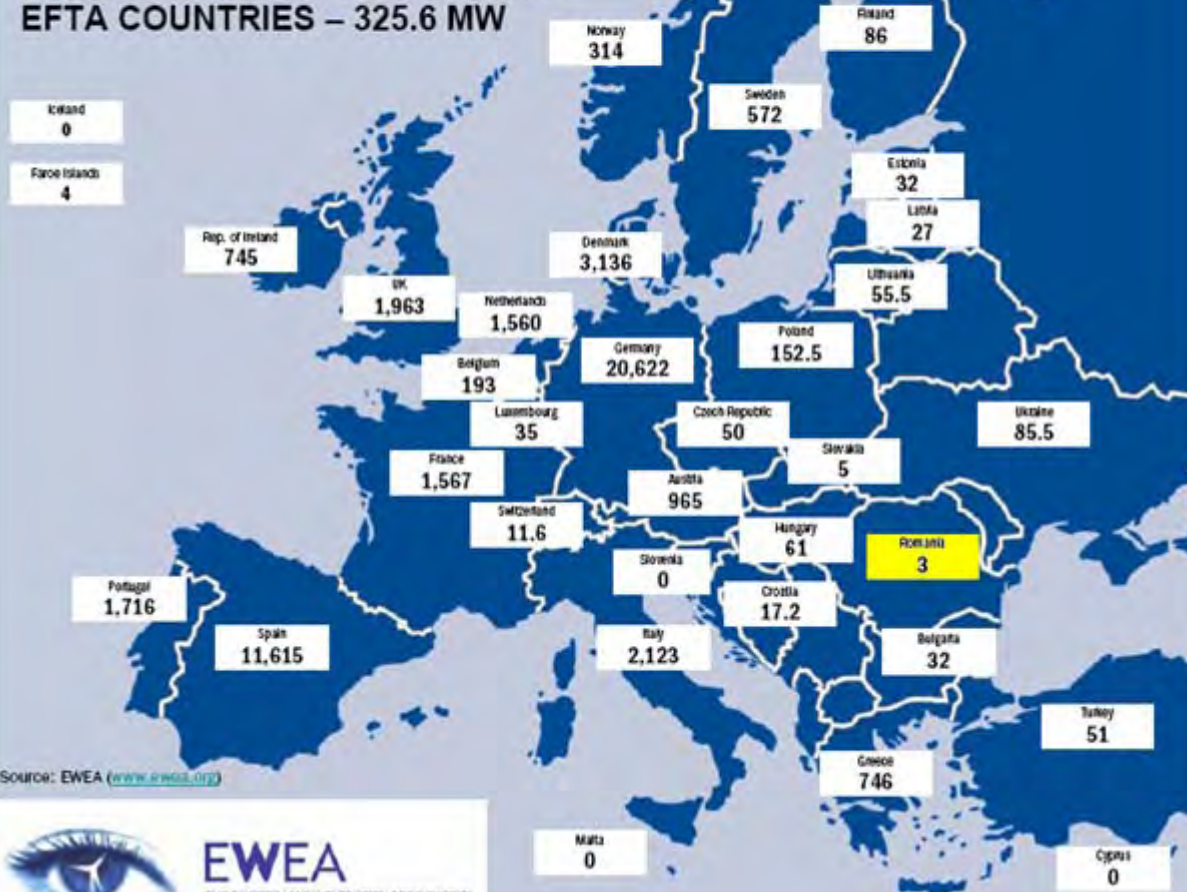 EFTA COUNTRIES – 325.6 MW
Norway
314
Finland
86
Iceland
0
Sweden
572
Faroe Islands
4
Estonia
32
Latvia
27
Rep. of Ireland
745
Denmark
3,136
UK
1,963
Netherlands
1,560
Lithuania
55.5
Germany
20,622
Poland
152.5
Belgium
193
Luxembourg
35
Czech Republic
50
Ukraine
85.5
Slovakia
5
France
1,567
Austria
965
Switzerland
11.6
Hungary
61
Romania
3
Slovenia
0
Portugal
1,716
Croatia
17.2
Spain
11,615
Italy
2,123
Bulgaria
32
Turkey
51
Greece
746
Source: EWEA (www.ewea.org)
Malta
0
Cyprus
0
EWEA